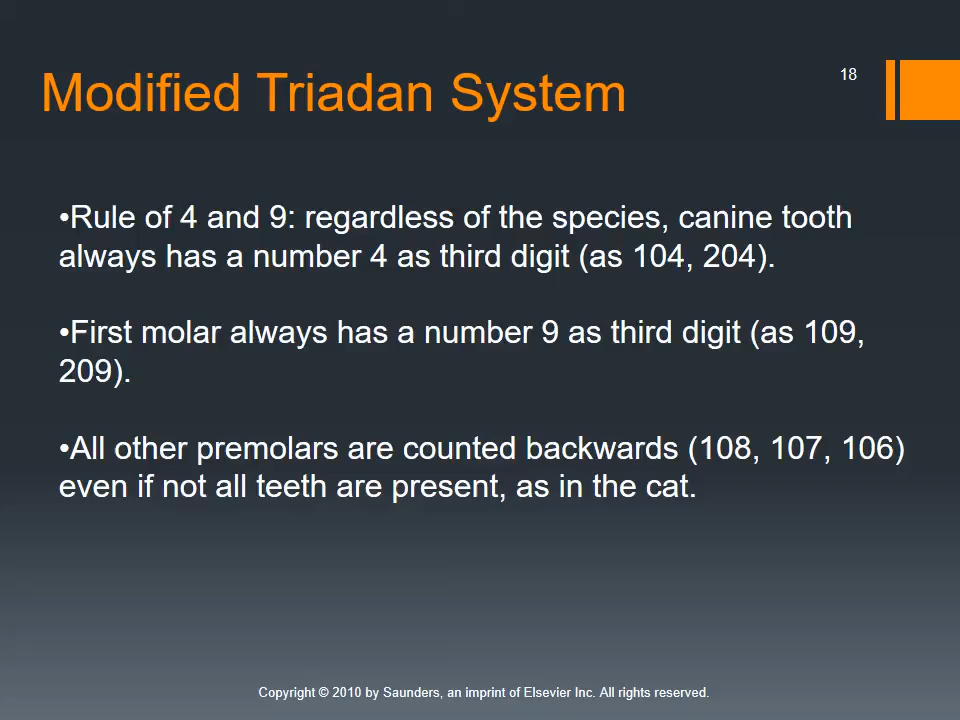 Modified Triadan System
18
•Rule of 4 and 9: regardless of the species, canine tooth
always has a number 4 as third digit (as 104, 204).
•First molar always has a number 9 as third digit (as 109,
209).
•All other premolars are counted backwards (108, 107, 106)
even if not all teeth are present, as in the cat.
Copyright © 2010 by Saunders, an imprint of Elsevier Inc. All rights reserved.